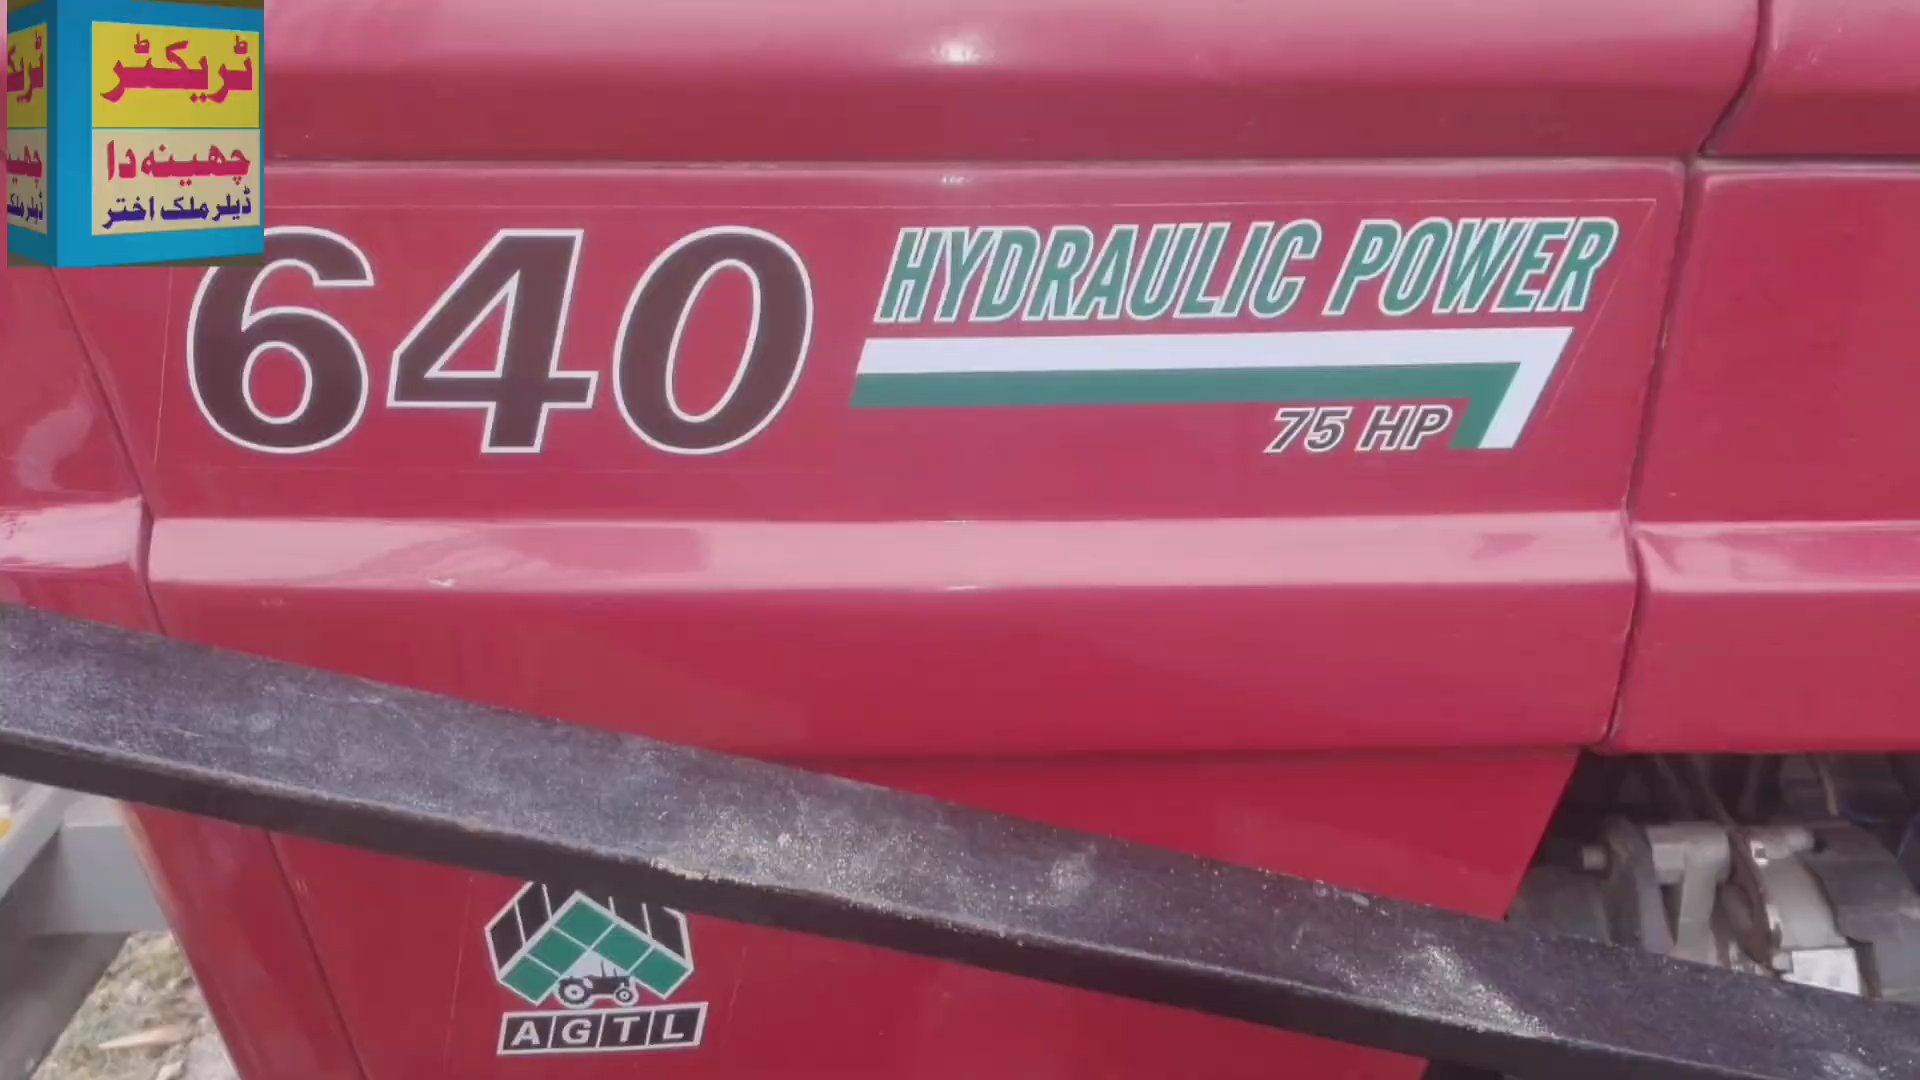 ٹریکٹر
چھینہ دا
ڈیلر ملک اختر
640
HYDRAULIC POWER
75 HP
AGTL